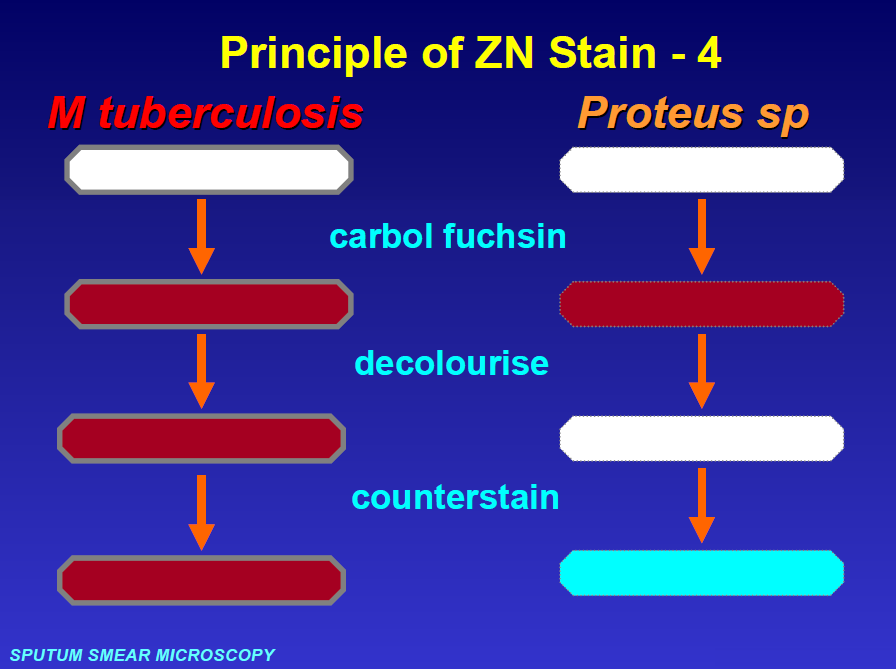 Principle of ZN Stain - 4
M tuberculosis
Proteus sp
carbol fuchsin
decolourise
counterstain
SPUTUM SMEAR MICROSCOPY